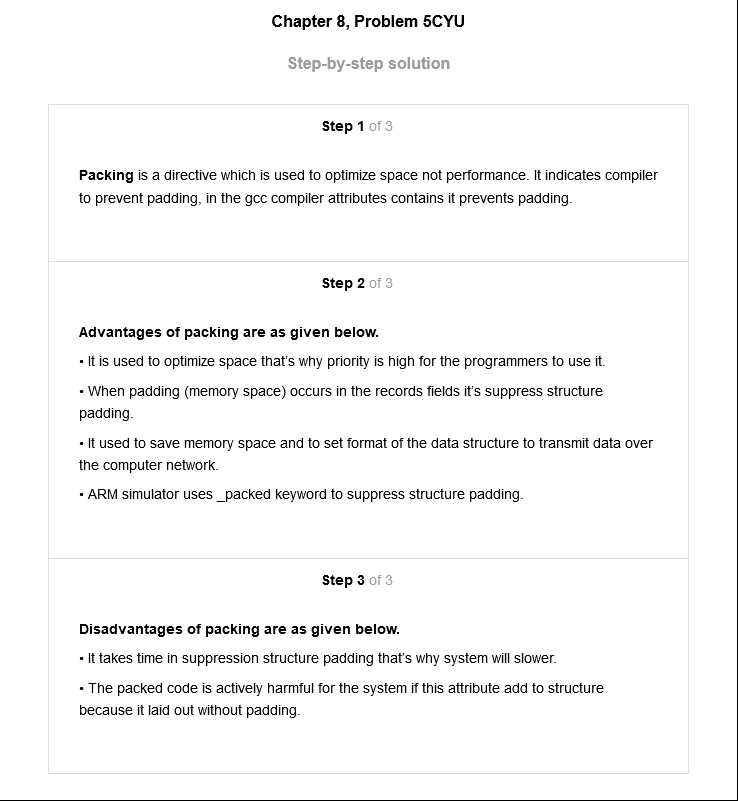 Chapter 8, Problem 5CYU
Step-by-step solution
Step 1 of 3
Packing is a directive which is used to optimize space not performance. It indicates compiler
to prevent padding, in the gcc compiler attributes contains it prevents padding.
Step 2 of 3
Advantages of packing are as given below.
• It is used to optimize space that's why priority is high for the programmers to use it.
• When padding (memory space) occurs in the records fields it's suppress structure
padding.
• It used to save memory space and to set format of the data structure to transmit data over
the computer network.
• ARM simulator uses _packed keyword to suppress structure padding.
Step 3 of 3
Disadvantages of packing are as given below.
• It takes time in suppression structure padding that's why system will slower.
• The packed code is actively harmful for the system if this attribute add to structure
because it laid out without padding.